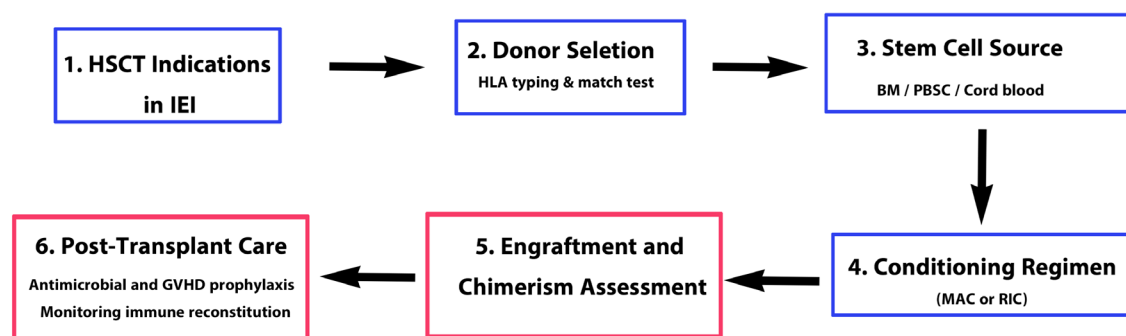 1. HSCT Indications
in IEI
2. Donor Seletion
HLA typing & match test
3. Stem Cell Source
BM / PBSC / Cord blood
4. Conditioning Regimen
(MAC or RIC)
5. Engraftment and
Chimerism Assessment
6. Post-Transplant Care
Antimicrobial and GVHD prophylaxis
Monitoring immune reconstitution